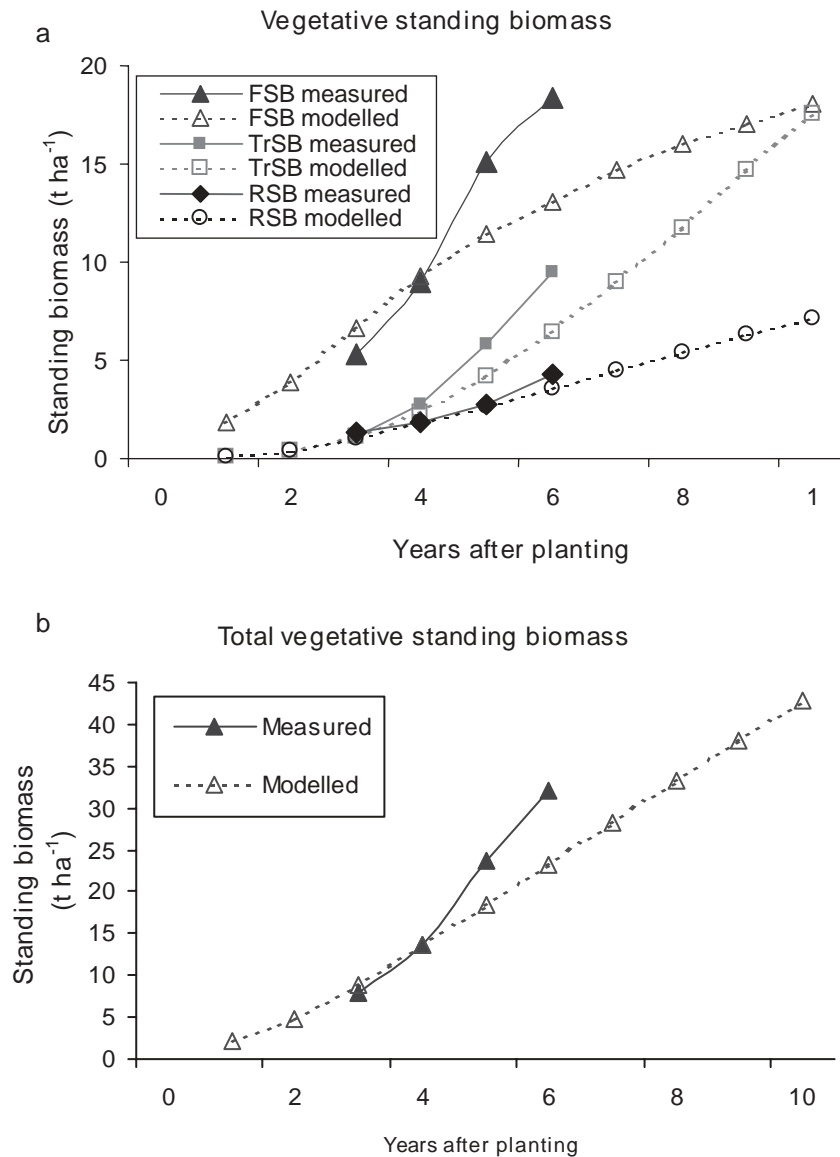 a
Vegetative standing biomass
20
15
10
5
0
Standing biomass (t ha-1)
FSB measured
FSB modelled
TrSB measured
TrSB modelled
RSB measured
RSB modelled
0 2 4 6 8 1
Years after planting
b
Total vegetative standing biomass
45
40
35
30
25
20
15
10
5
0
Standing biomass
(t ha-1)
Measured
Modelled
0 2 4 6 8 10
Years after planting